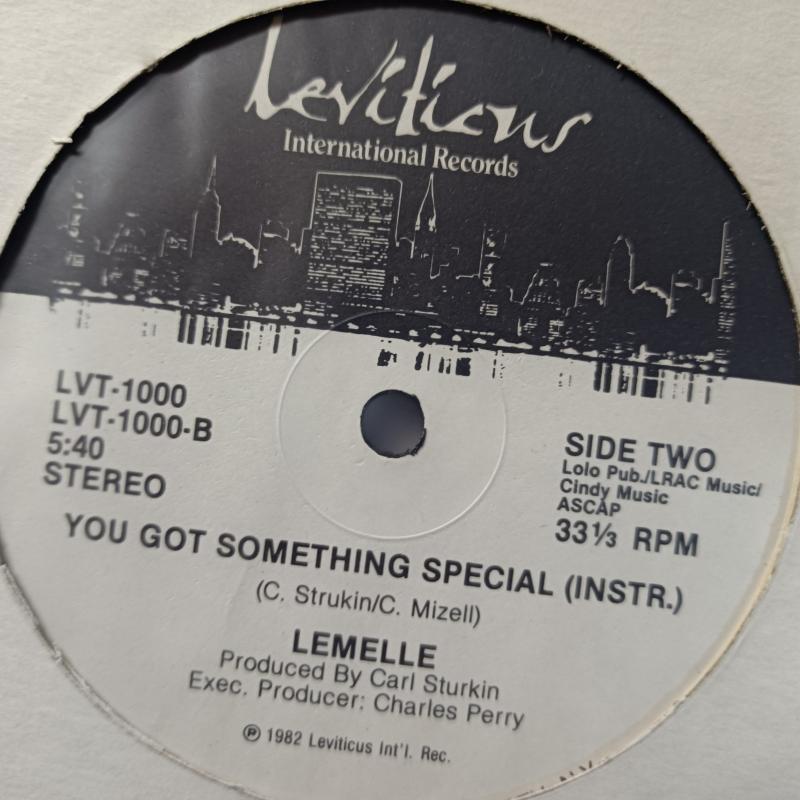 Leviticus
International Records
LVT-1000
LVT-1000-B
5:40
STEREO
SIDE TWO
Lolo Pub./LRAC Music/
Cindy Music
ASCAP
33⅓ RPM
YOU GOT SOMETHING SPECIAL (INSTR.)
(C. Strukin/C. Mizell)
LEMELLE
Produced By Carl Sturkin
Exec. Producer: Charles Perry
℗ 1982 Leviticus Int'l. Rec.